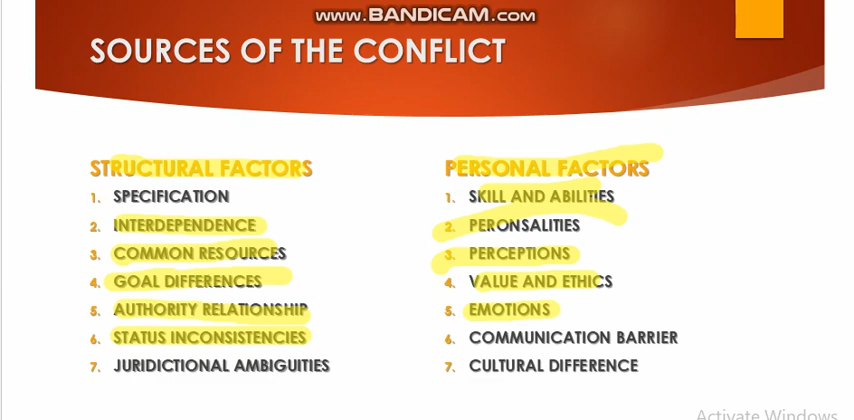 www.BANDICAM.com
SOURCES OF THE CONFLICT
STRUCTURAL FACTORS
1. SPECIFICATION
2. INTERDEPENDENCE
3. COMMON RESOURCES
4. GOAL DIFFERENCES
5. AUTHORITY RELATIONSHIP
6. STATUS INCONSISTENCIES
7. JURIDICTIONAL AMBIGUITIES
PERSONAL FACTORS
1. SKILL AND ABILITIES
2. PERONSALITIES
3. PERCEPTIONS
4. VALUE AND ETHICS
5. EMOTIONS
6. COMMUNICATION BARRIER
7. CULTURAL DIFFERENCE
Activate Windows